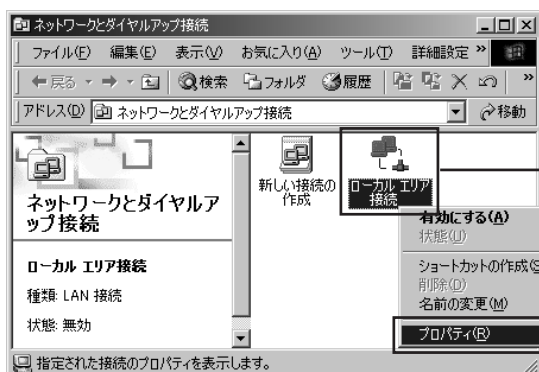 ネットワークとダイヤルアップ接続
ファイル(F) 編集(E) 表示(V) お気に入り(A) ツール(T) 詳細設定 »
戻る 検索 フォルダ 履歴 »
アドレス(D) ネットワークとダイヤルアップ接続 移動
ネットワークとダイヤルア
ップ接続
ローカル エリア接続
種類: LAN 接続
状態: 無効
新しい接続の
作成
ローカル エリア
接続
有効にする(A)
状態(U)
ショートカットの作成(S
削除(D)
名前の変更(M)
プロパティ(R)
指定された接続のプロパティを表示します。